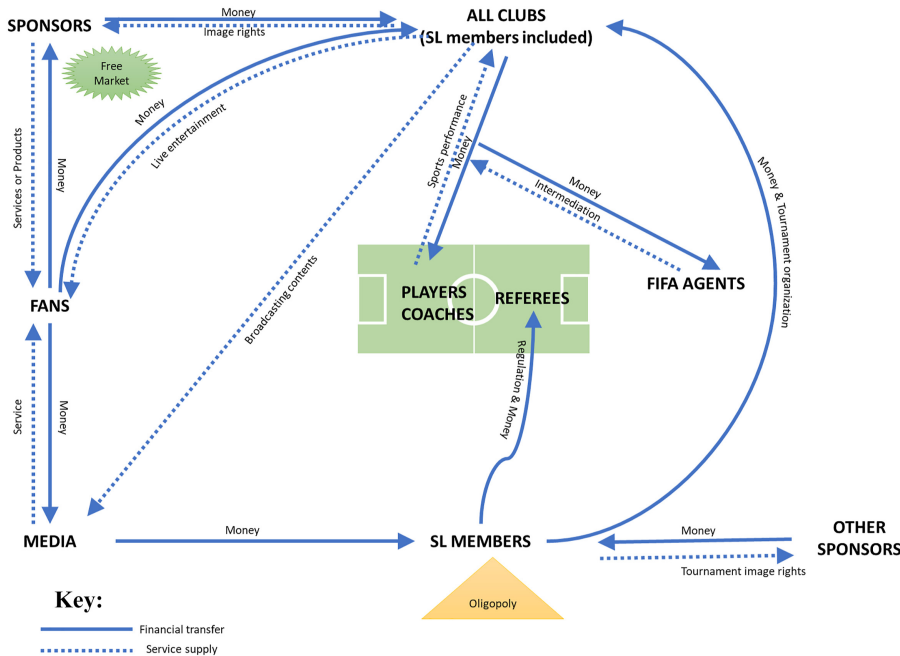 Money
ALL CLUBS
(SL members included)
SPONSORS
Image rights
Free
Market
Money
Live entertainment
Sports performance
Money
Services or Products
Money
Money
Intermediation
Money & Tournament organization
FIFA AGENTS
PLAYERS
COACHES
REFEREES
FANS
Broadcasting contents
Regulation & Money
Service
Money
MEDIA
Money
SL MEMBERS
Money
OTHER
SPONSORS
Tournament image rights
Oligopoly
Key:
Financial transfer
Service supply